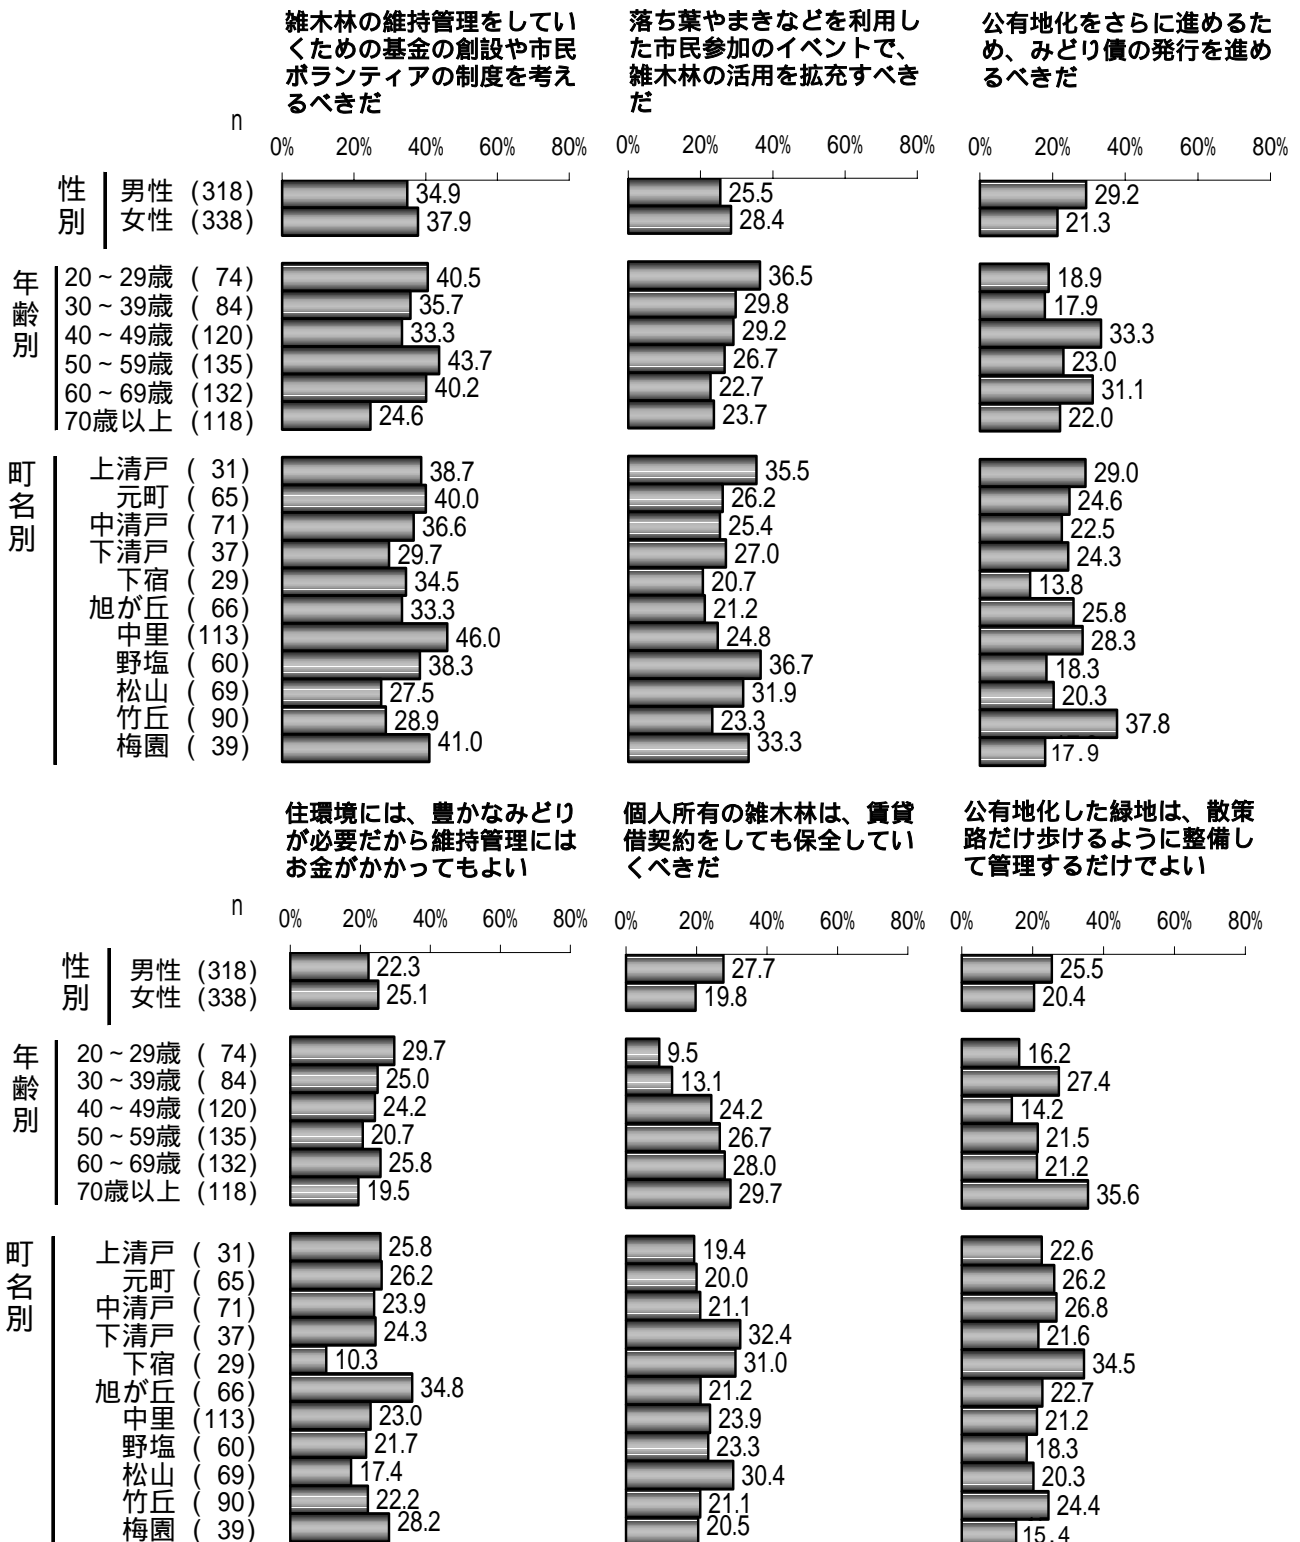 雑木林の維持管理をしてい
くための基金の創設や市民
ボランティアの制度を考え
るべきだ
落ち葉やまきなどを利用し
た市民参加のイベントで、
雑木林の活用を拡充すべき
だ
公有地化をさらに進めるた
め、みどり債の発行を進め
るべきだ
n
0% 20% 40% 60% 80% 0% 20% 40% 60% 80% 0% 20% 40% 60% 80%
性別
男性 (318) 34.9 25.5 29.2
女性 (338) 37.9 28.4 21.3
年齢別
20~29歳 ( 74) 40.5 36.5 18.9
30~39歳 ( 84) 35.7 29.8 17.9
40~49歳 (120) 33.3 29.2 33.3
50~59歳 (135) 43.7 26.7 23.0
60~69歳 (132) 40.2 22.7 31.1
70歳以上 (118) 24.6 23.7 22.0
町名別
上清戸 ( 31) 38.7 35.5 29.0
元町 ( 65) 40.0 26.2 24.6
中清戸 ( 71) 36.6 25.4 22.5
下清戸 ( 37) 29.7 27.0 24.3
下宿 ( 29) 34.5 20.7 13.8
旭が丘 ( 66) 33.3 21.2 25.8
中里 (113) 46.0 24.8 28.3
野塩 ( 60) 38.3 36.7 18.3
松山 ( 69) 27.5 31.9 20.3
竹丘 ( 90) 28.9 23.3 37.8
梅園 ( 39) 41.0 33.3 17.9
住環境には、豊かなみどり
が必要だから維持管理には
お金がかかってもよい
個人所有の雑木林は、賃貸
借契約をしても保全してい
くべきだ
公有地化した緑地は、散策
路だけ歩けるように整備し
て管理するだけでよい
n
0% 20% 40% 60% 80% 0% 20% 40% 60% 80% 0% 20% 40% 60% 80%
性別
男性 (318) 22.3 27.7 25.5
女性 (338) 25.1 19.8 20.4
年齢別
20~29歳 ( 74) 29.7 9.5 16.2
30~39歳 ( 84) 25.0 13.1 27.4
40~49歳 (120) 24.2 24.2 14.2
50~59歳 (135) 20.7 26.7 21.5
60~69歳 (132) 25.8 28.0 21.2
70歳以上 (118) 19.5 29.7 35.6
町名別
上清戸 ( 31) 25.8 19.4 22.6
元町 ( 65) 26.2 20.0 26.2
中清戸 ( 71) 23.9 21.1 26.8
下清戸 ( 37) 24.3 32.4 21.6
下宿 ( 29) 10.3 31.0 34.5
旭が丘 ( 66) 34.8 21.2 22.7
中里 (113) 23.0 23.9 21.2
野塩 ( 60) 21.7 23.3 18.3
松山 ( 69) 17.4 30.4 20.3
竹丘 ( 90) 22.2 21.1 24.4
梅園 ( 39) 28.2 20.5 15.4